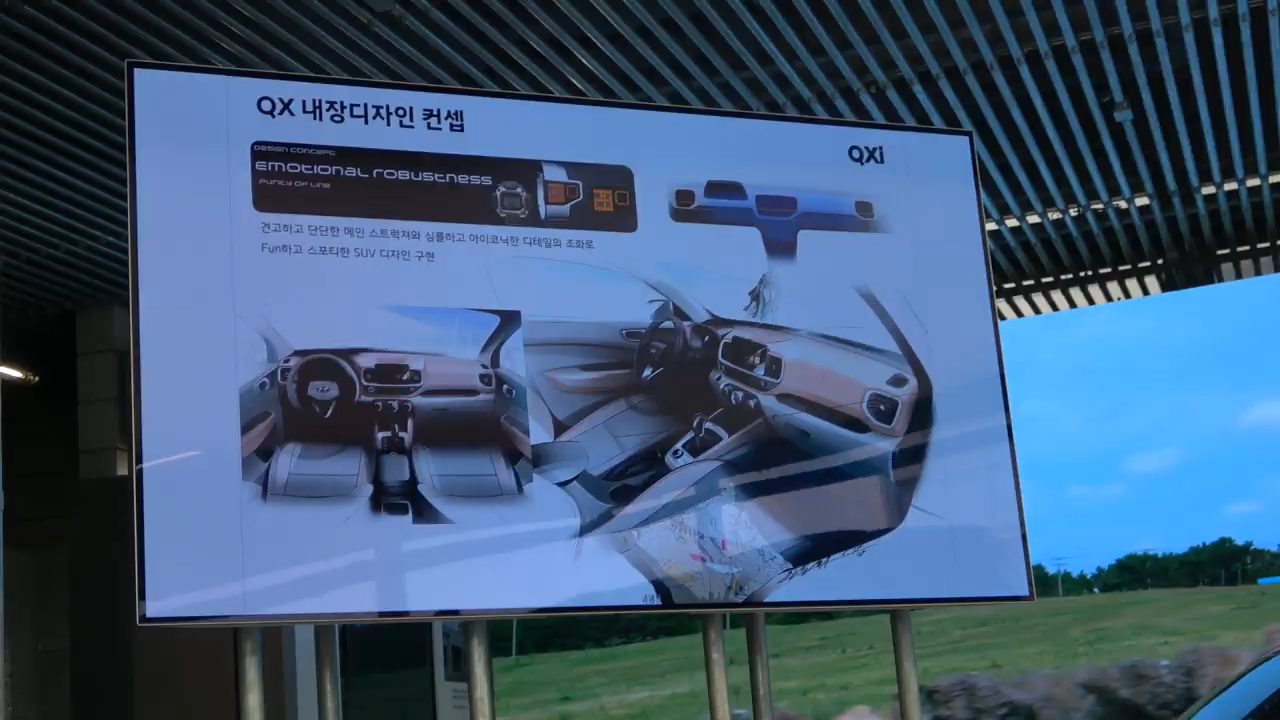 QX 내장디자인 컨셉
QXi
DESIGN CONCEPT
EMOTIONAL ROBUSTNESS
PURITY OF LINE
견고하고 단단한 메인 스트럭쳐와 심플하고 아이코닉한 디테일의 조화로
Fun하고 스포티한 SUV 디자인 구현